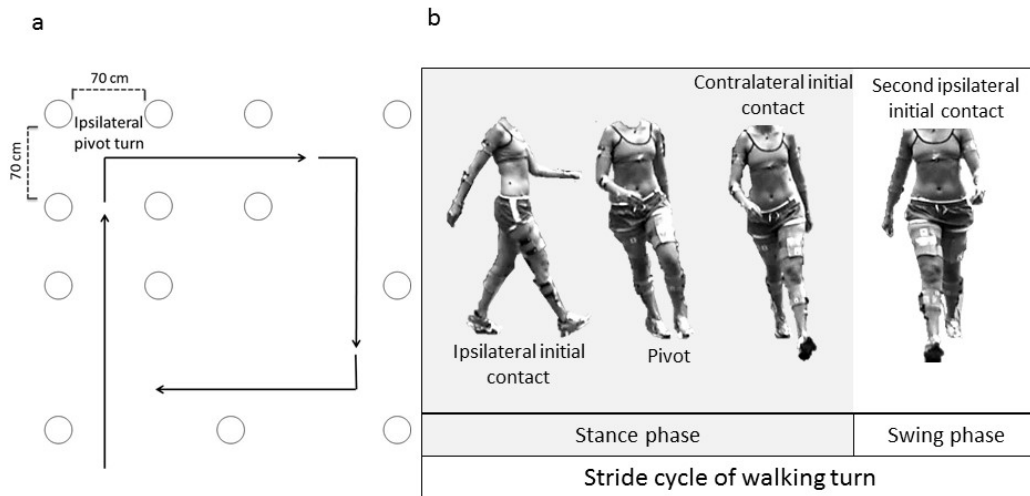 a
70 cm
70 cm
Ipsilateral
pivot turn
b
Ipsilateral initial
contact
Pivot
Contralateral initial
contact
Second ipsilateral
initial contact
Stance phase
Swing phase
Stride cycle of walking turn